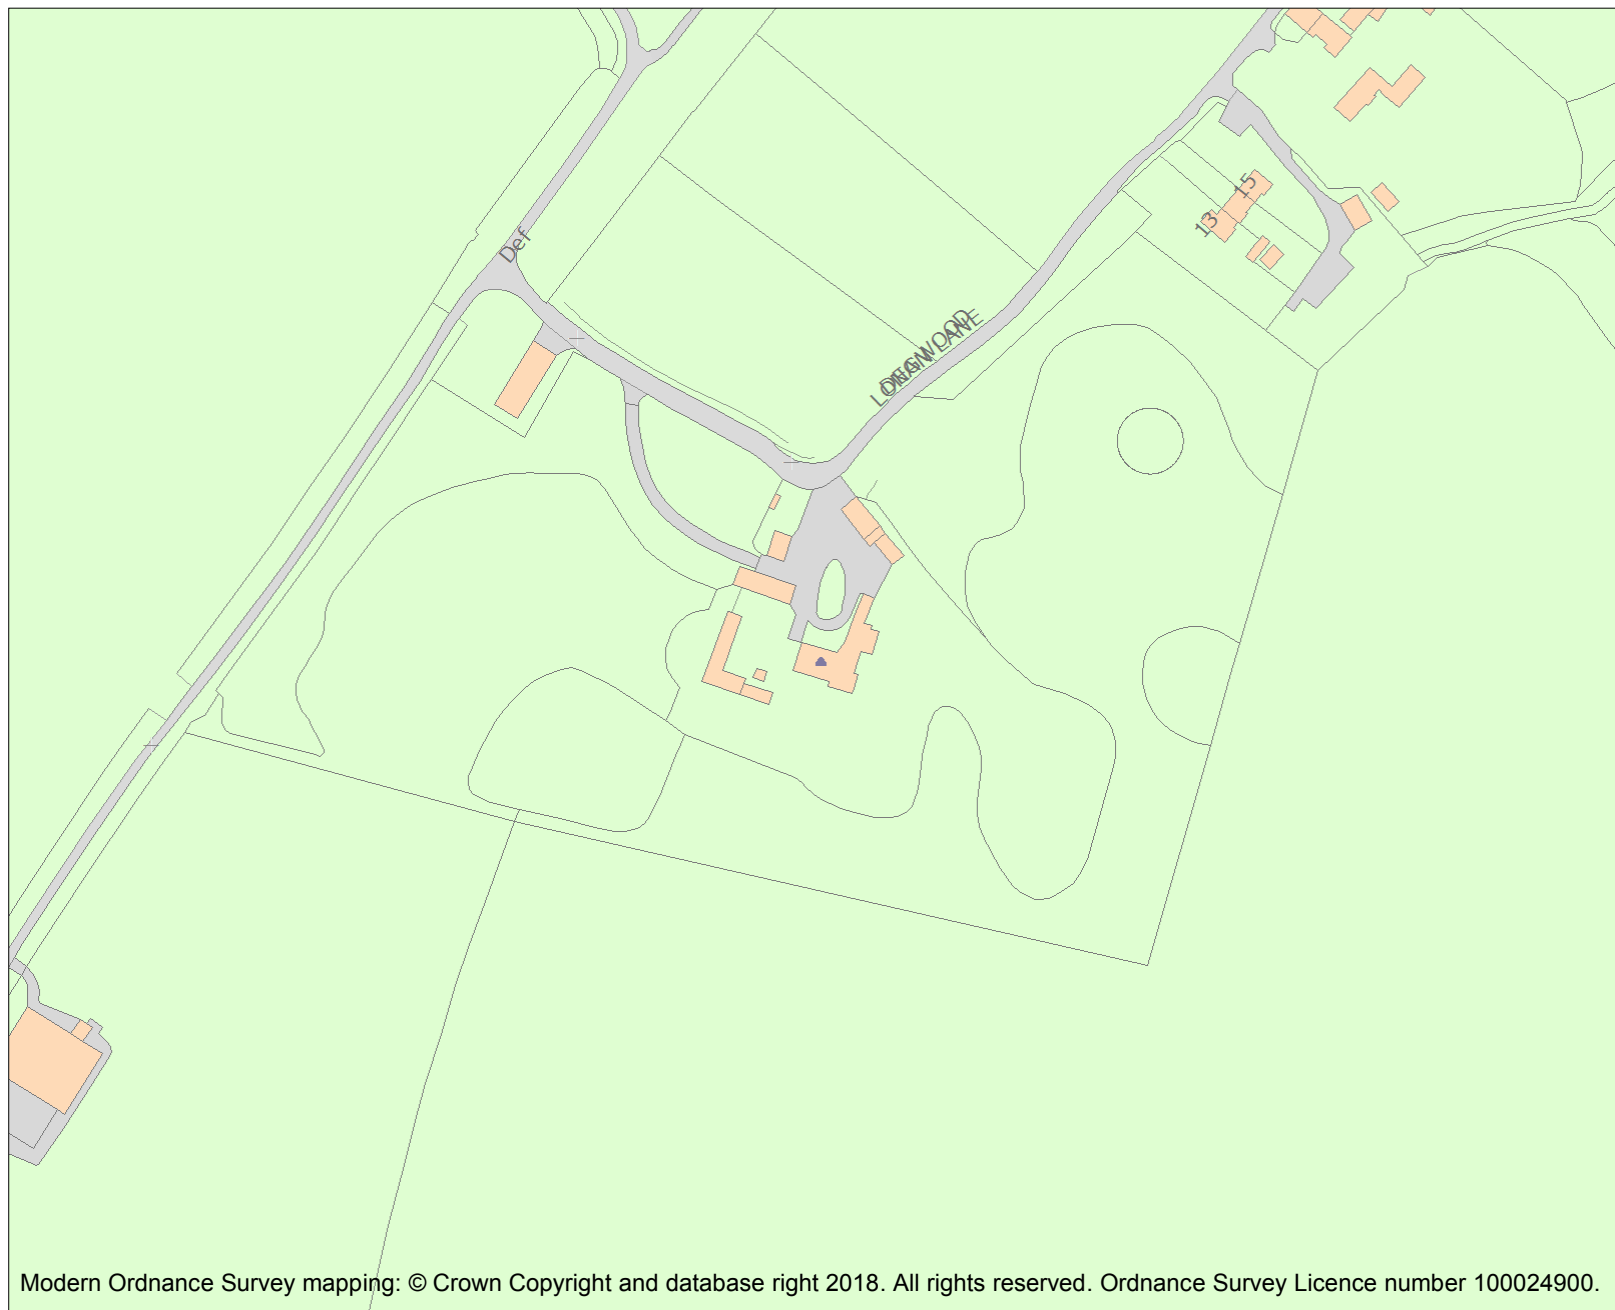 15
13
Def
Modern Ordnance Survey mapping: © Crown Copyright and database right 2018. All rights reserved. Ordnance Survey Licence number 100024900.